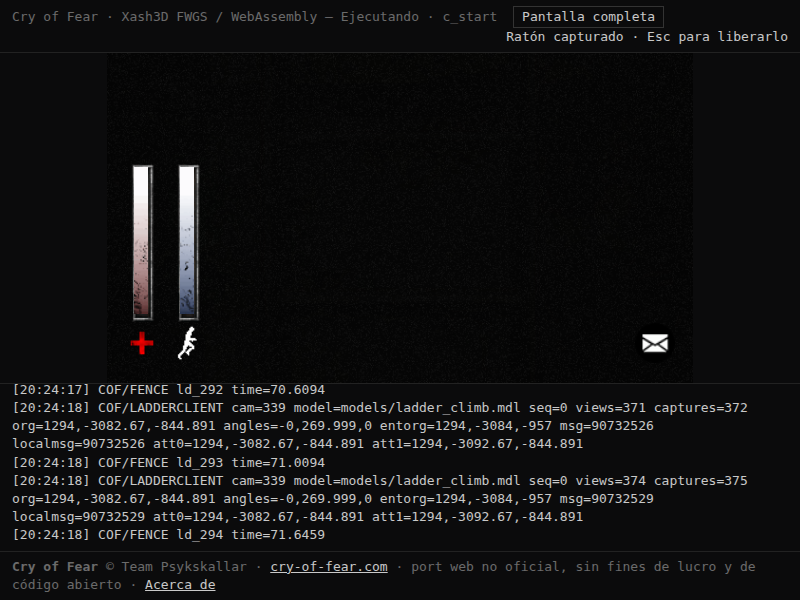 Cry of Fear · Xash3D FWGS / WebAssembly — Ejecutando · c_start Pantalla completa
Ratón capturado · Esc para liberarlo
[20:24:17] COF/FENCE ld_292 time=70.6094
[20:24:18] COF/LADDERCLIENT cam=339 model=models/ladder_climb.mdl seq=0 views=371 captures=372
org=1294,-3082.67,-844.891 angles=-0,269.999,0 entorg=1294,-3084,-957 msg=90732526
localmsg=90732526 att0=1294,-3082.67,-844.891 att1=1294,-3092.67,-844.891
[20:24:18] COF/FENCE ld_293 time=71.0094
[20:24:18] COF/LADDERCLIENT cam=339 model=models/ladder_climb.mdl seq=0 views=374 captures=375
org=1294,-3082.67,-844.891 angles=-0,269.999,0 entorg=1294,-3084,-957 msg=90732529
localmsg=90732529 att0=1294,-3082.67,-844.891 att1=1294,-3092.67,-844.891
[20:24:18] COF/FENCE ld_294 time=71.6459
Cry of Fear © Team Psykskallar · cry-of-fear.com · port web no oficial, sin fines de lucro y de
código abierto · Acerca de